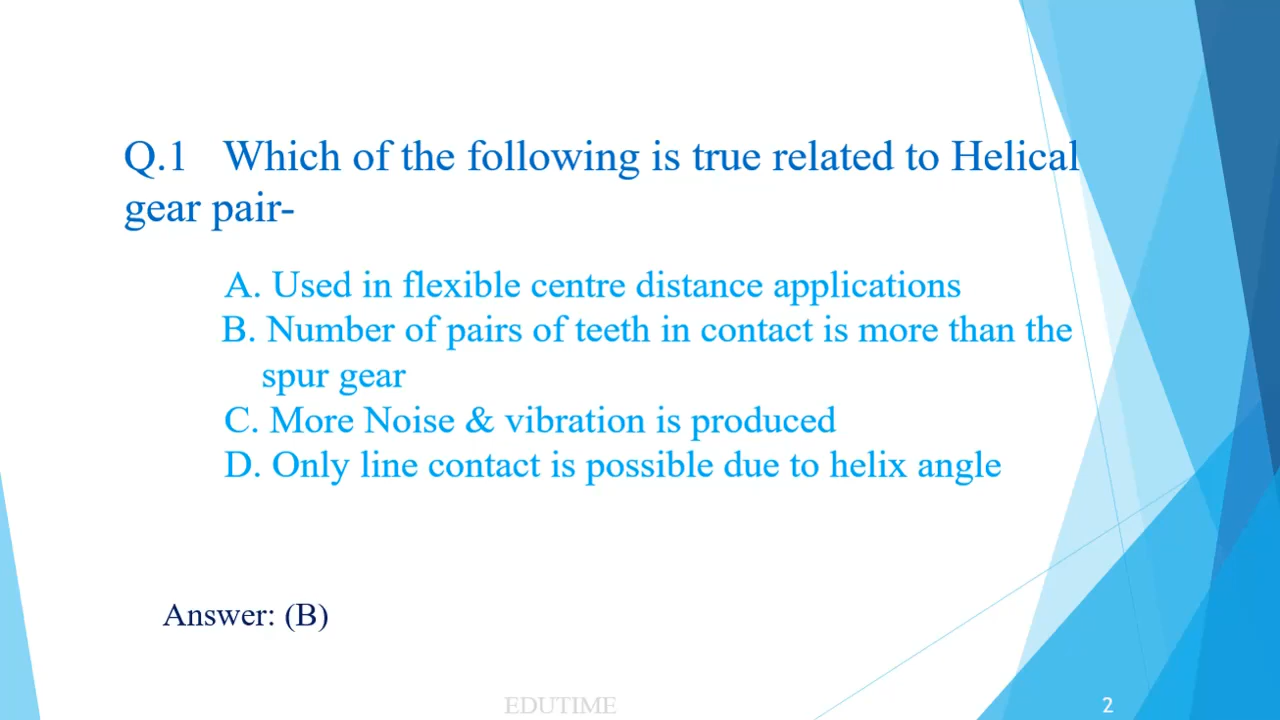 Q.1 Which of the following is true related to Helical
gear pair-
A. Used in flexible centre distance applications
B. Number of pairs of teeth in contact is more than the
spur gear
C. More Noise & vibration is produced
D. Only line contact is possible due to helix angle
Answer: (B)
EDUTIME
2